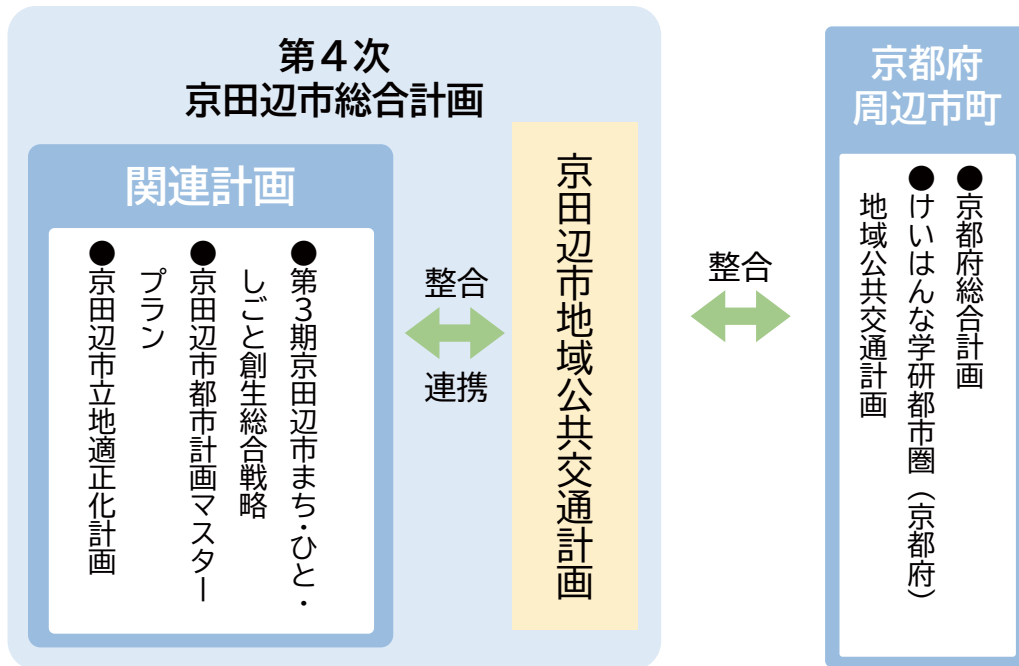 第４次
京田辺市総合計画
関連計画
●第３期京田辺市まち・ひと・
しごと創生総合戦略
●京田辺市都市計画マスター
プラン
●京田辺市立地適正化計画
整合
連携
京田辺市地域公共交通計画
整合
京都府
周辺市町
●京都府総合計画
●けいはんな学研都市圏（京都府）
地域公共交通計画